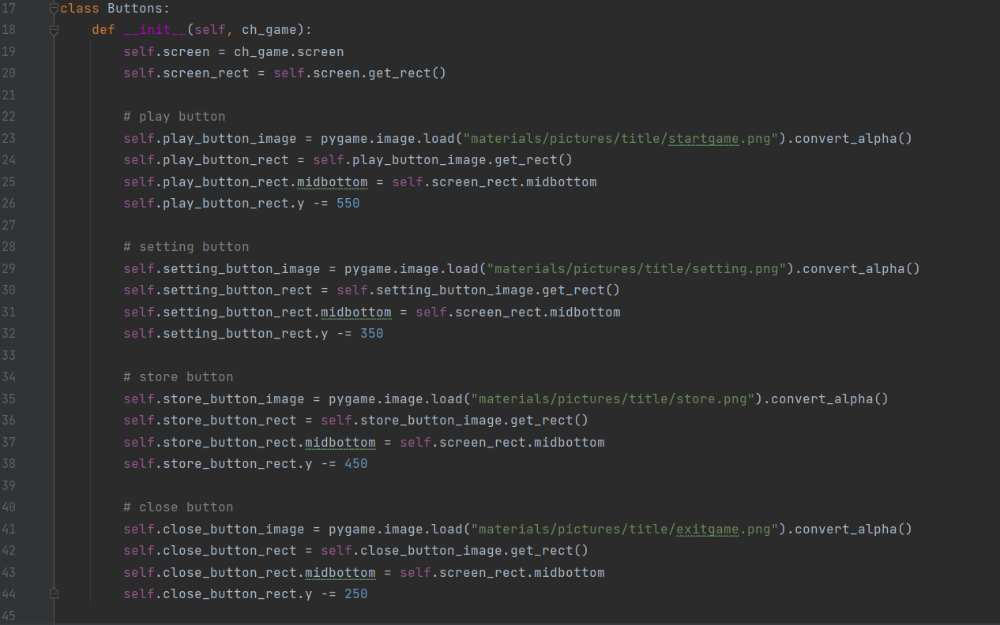 17 class Buttons:
18     def __init__(self, ch_game):
19         self.screen = ch_game.screen
20         self.screen_rect = self.screen.get_rect()
21
22         # play button
23         self.play_button_image = pygame.image.load("materials/pictures/title/startgame.png").convert_alpha()
24         self.play_button_rect = self.play_button_image.get_rect()
25         self.play_button_rect.midbottom = self.screen_rect.midbottom
26         self.play_button_rect.y -= 550
27
28         # setting button
29         self.setting_button_image = pygame.image.load("materials/pictures/title/setting.png").convert_alpha()
30         self.setting_button_rect = self.setting_button_image.get_rect()
31         self.setting_button_rect.midbottom = self.screen_rect.midbottom
32         self.setting_button_rect.y -= 350
33
34         # store button
35         self.store_button_image = pygame.image.load("materials/pictures/title/store.png").convert_alpha()
36         self.store_button_rect = self.store_button_image.get_rect()
37         self.store_button_rect.midbottom = self.screen_rect.midbottom
38         self.store_button_rect.y -= 450
39
40         # close button
41         self.close_button_image = pygame.image.load("materials/pictures/title/exitgame.png").convert_alpha()
42         self.close_button_rect = self.close_button_image.get_rect()
43         self.close_button_rect.midbottom = self.screen_rect.midbottom
44         self.close_button_rect.y -= 250
45